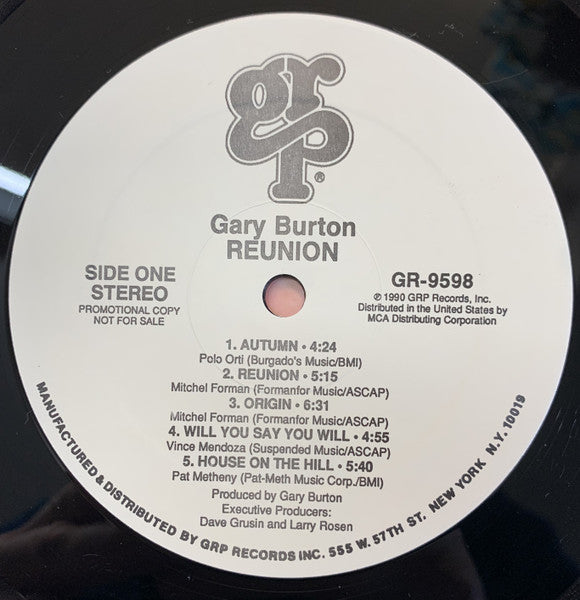 grp®
Gary Burton
REUNION
SIDE ONE
STEREO
PROMOTIONAL COPY
NOT FOR SALE
GR-9598
℗ 1990 GRP Records, Inc.
Distributed in the United States by
MCA Distributing Corporation
1. AUTUMN • 4:24
Polo Orti (Burgado's Music/BMI)
2. REUNION • 5:15
Mitchel Forman (Formanfor Music/ASCAP)
3. ORIGIN • 6:31
Mitchel Forman (Formanfor Music/ASCAP)
4. WILL YOU SAY YOU WILL • 4:55
Vince Mendoza (Suspended Music/ASCAP)
5. HOUSE ON THE HILL • 5:40
Pat Metheny (Pat-Meth Music Corp./BMI)
Produced by Gary Burton
Executive Producers:
Dave Grusin and Larry Rosen
MANUFACTURED & DISTRIBUTED BY GRP RECORDS INC. 555 W. 57TH ST. NEW YORK N.Y. 10019